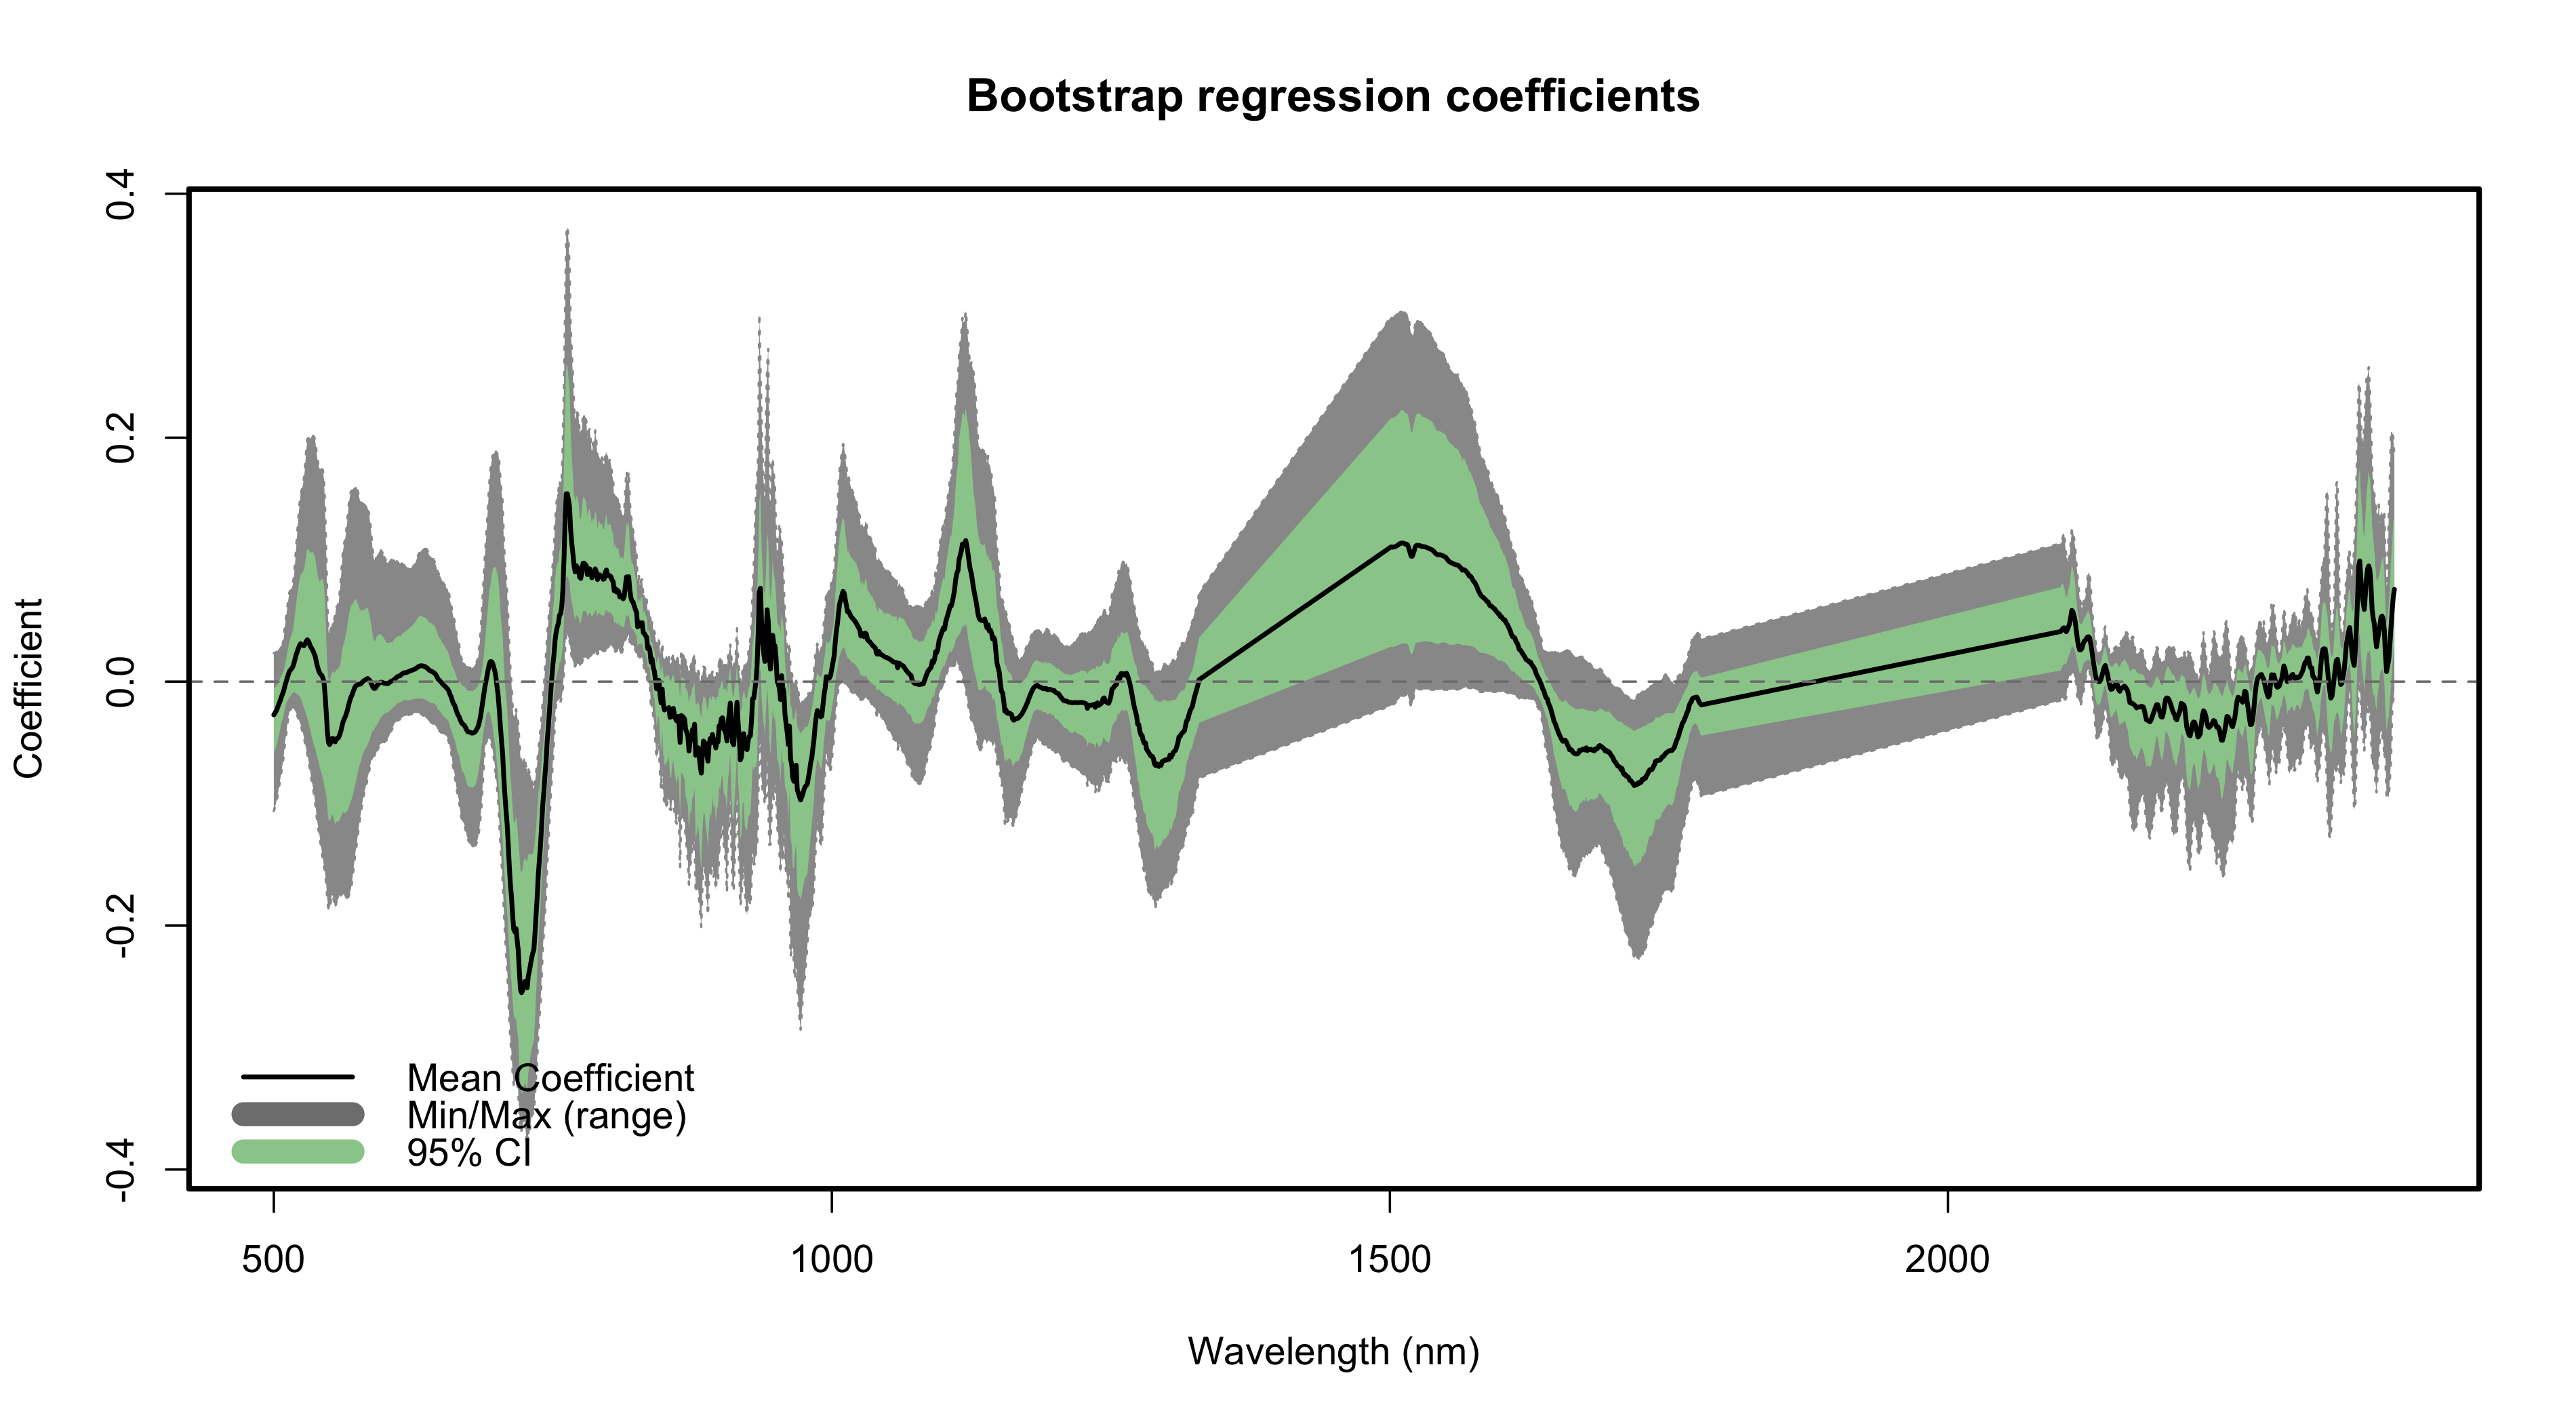 Bootstrap regression coefficients
Coefficient
0.4
0.2
0.0
-0.2
-0.4
Mean Coefficient
Min/Max (range)
95% CI
500
1000
1500
2000
Wavelength (nm)